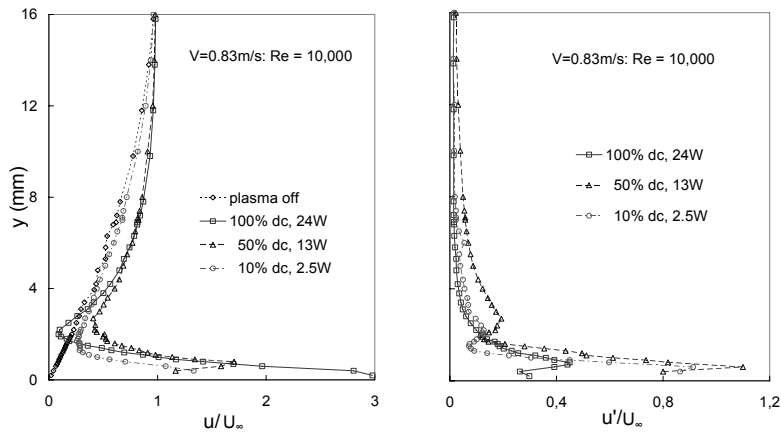 16
12
8
4
0
y (mm)
V=0.83m/s: Re = 10,000
plasma off
100% dc, 24W
50% dc, 13W
10% dc, 2.5W
0
1
2
3
u/U∞
V=0.83m/s: Re = 10,000
100% dc, 24W
50% dc, 13W
10% dc, 2.5W
0
0,4
0,8
1,2
u'/U∞